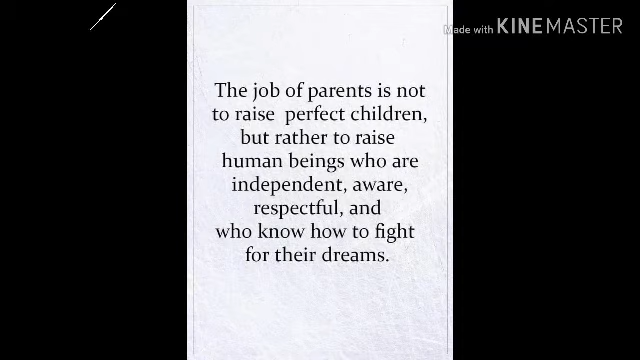 Made with KINEMASTER
The job of parents is not
to raise perfect children,
but rather to raise
human beings who are
independent, aware,
respectful, and
who know how to fight
for their dreams.